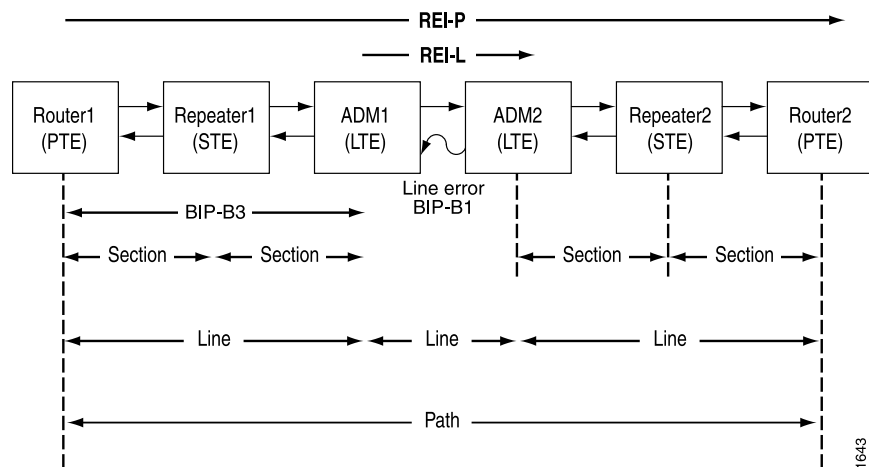 REI-P
REI-L
Router1
(PTE)
Repeater1
(STE)
ADM1
(LTE)
ADM2
(LTE)
Repeater2
(STE)
Router2
(PTE)
Line error
BIP-B1
BIP-B3
Section
Section
Section
Section
Line
Line
Line
Path
1643